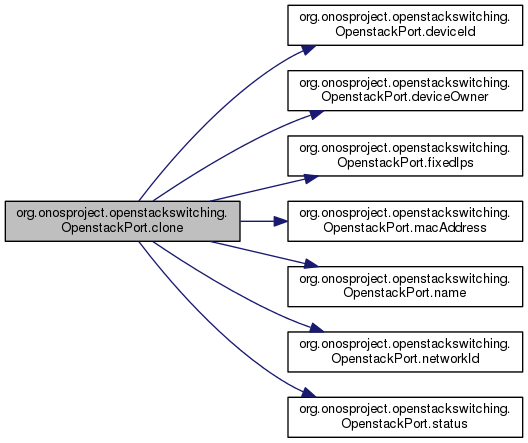 org.onosproject.openstackswitching.
OpenstackPort.deviceId
org.onosproject.openstackswitching.
OpenstackPort.deviceOwner
org.onosproject.openstackswitching.
OpenstackPort.fixedIps
org.onosproject.openstackswitching.
OpenstackPort.clone
org.onosproject.openstackswitching.
OpenstackPort.macAddress
org.onosproject.openstackswitching.
OpenstackPort.name
org.onosproject.openstackswitching.
OpenstackPort.networkId
org.onosproject.openstackswitching.
OpenstackPort.status